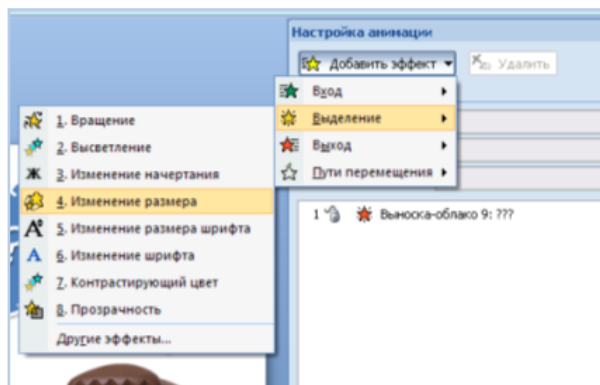 Настройка анимации
Добавить эффект
Удалить
Вход
Выделение
Выход
Пути перемещения
1. Вращение
2. Высветление
3. Изменение начертания
4. Изменение размера
5. Изменение размера шрифта
6. Изменение шрифта
7. Контрастирующий цвет
8. Прозрачность
Другие эффекты...
1 Выноска-облако 9: ???